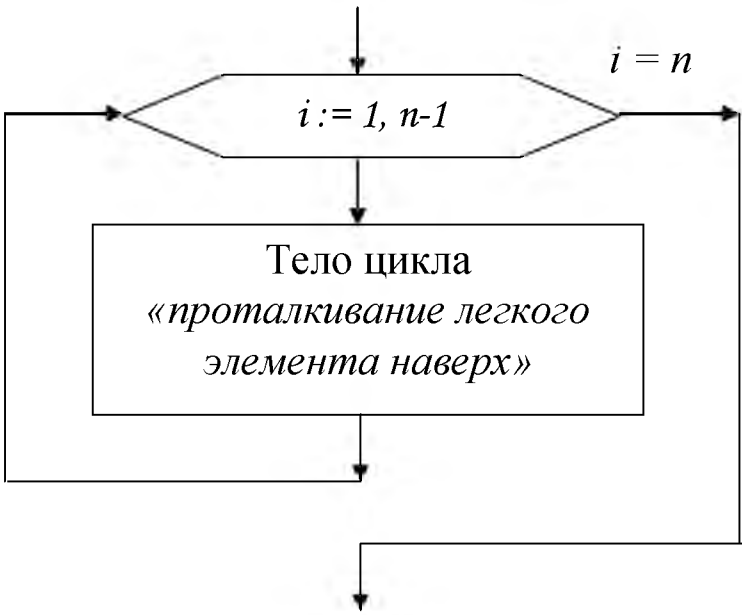 i = n
i := 1, n-1
Тело цикла
«проталкивание легкого
элемента наверх»